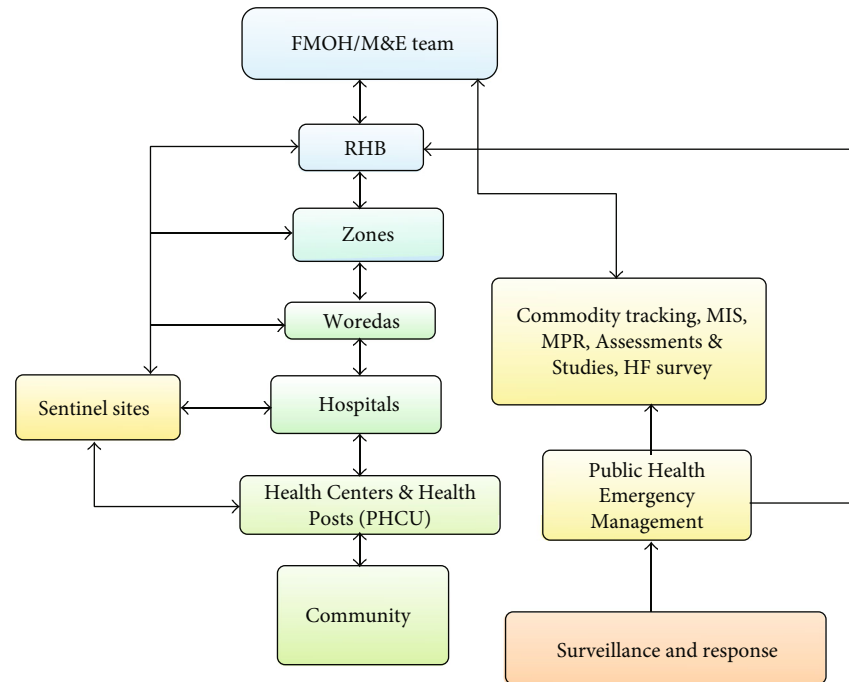 FMOH/M&E team
RHB
Zones
Woredas
Commodity tracking, MIS,
MPR, Assessments &
Studies, HF survey
Sentinel sites
Hospitals
Health Centers & Health
Posts (PHCU)
Public Health
Emergency
Management
Community
Surveillance and response